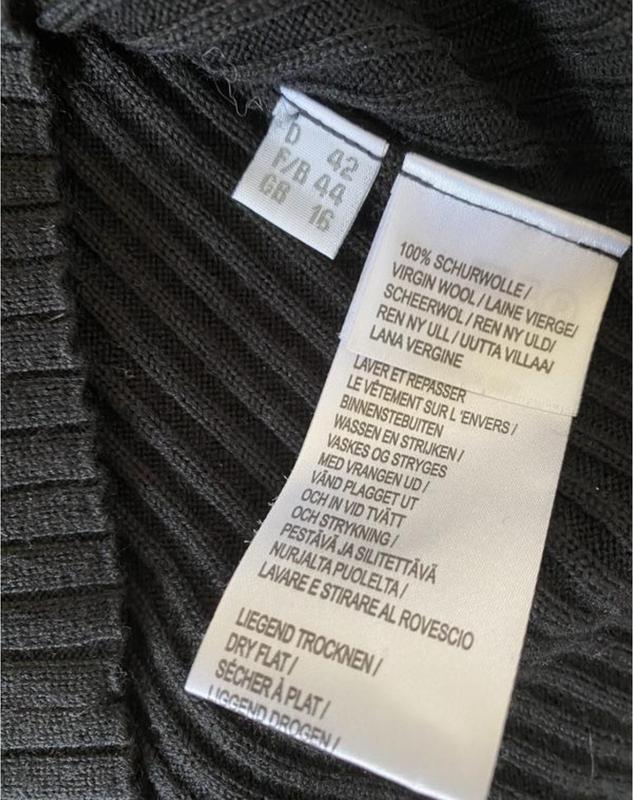 D 42
F/B 44
GB 16
100% SCHURWOLLE /
VIRGIN WOOL / LAINE VIERGE/
SCHEERWOL / REN NY ULD/
REN NY ULL / UUTTA VILLAA/
LANA VERGINE
LAVER ET REPASSER
LE VÊTEMENT SUR L'ENVERS /
BINNENSTEBUITEN
WASSEN EN STRIJKEN /
VASKES OG STRYGES
MED VRANGEN UD /
VÄND PLAGGET UT
OCH IN VID TVÄTT
OCH STRYKNING /
PESTÄVÄ JA SILITETTÄVÄ
NURJALTA PUOLELTA /
LAVARE E STIRARE AL ROVESCIO
LIEGEND TROCKNEN /
DRY FLAT /
SÉCHER À PLAT /
LIGGEND DROGEN /